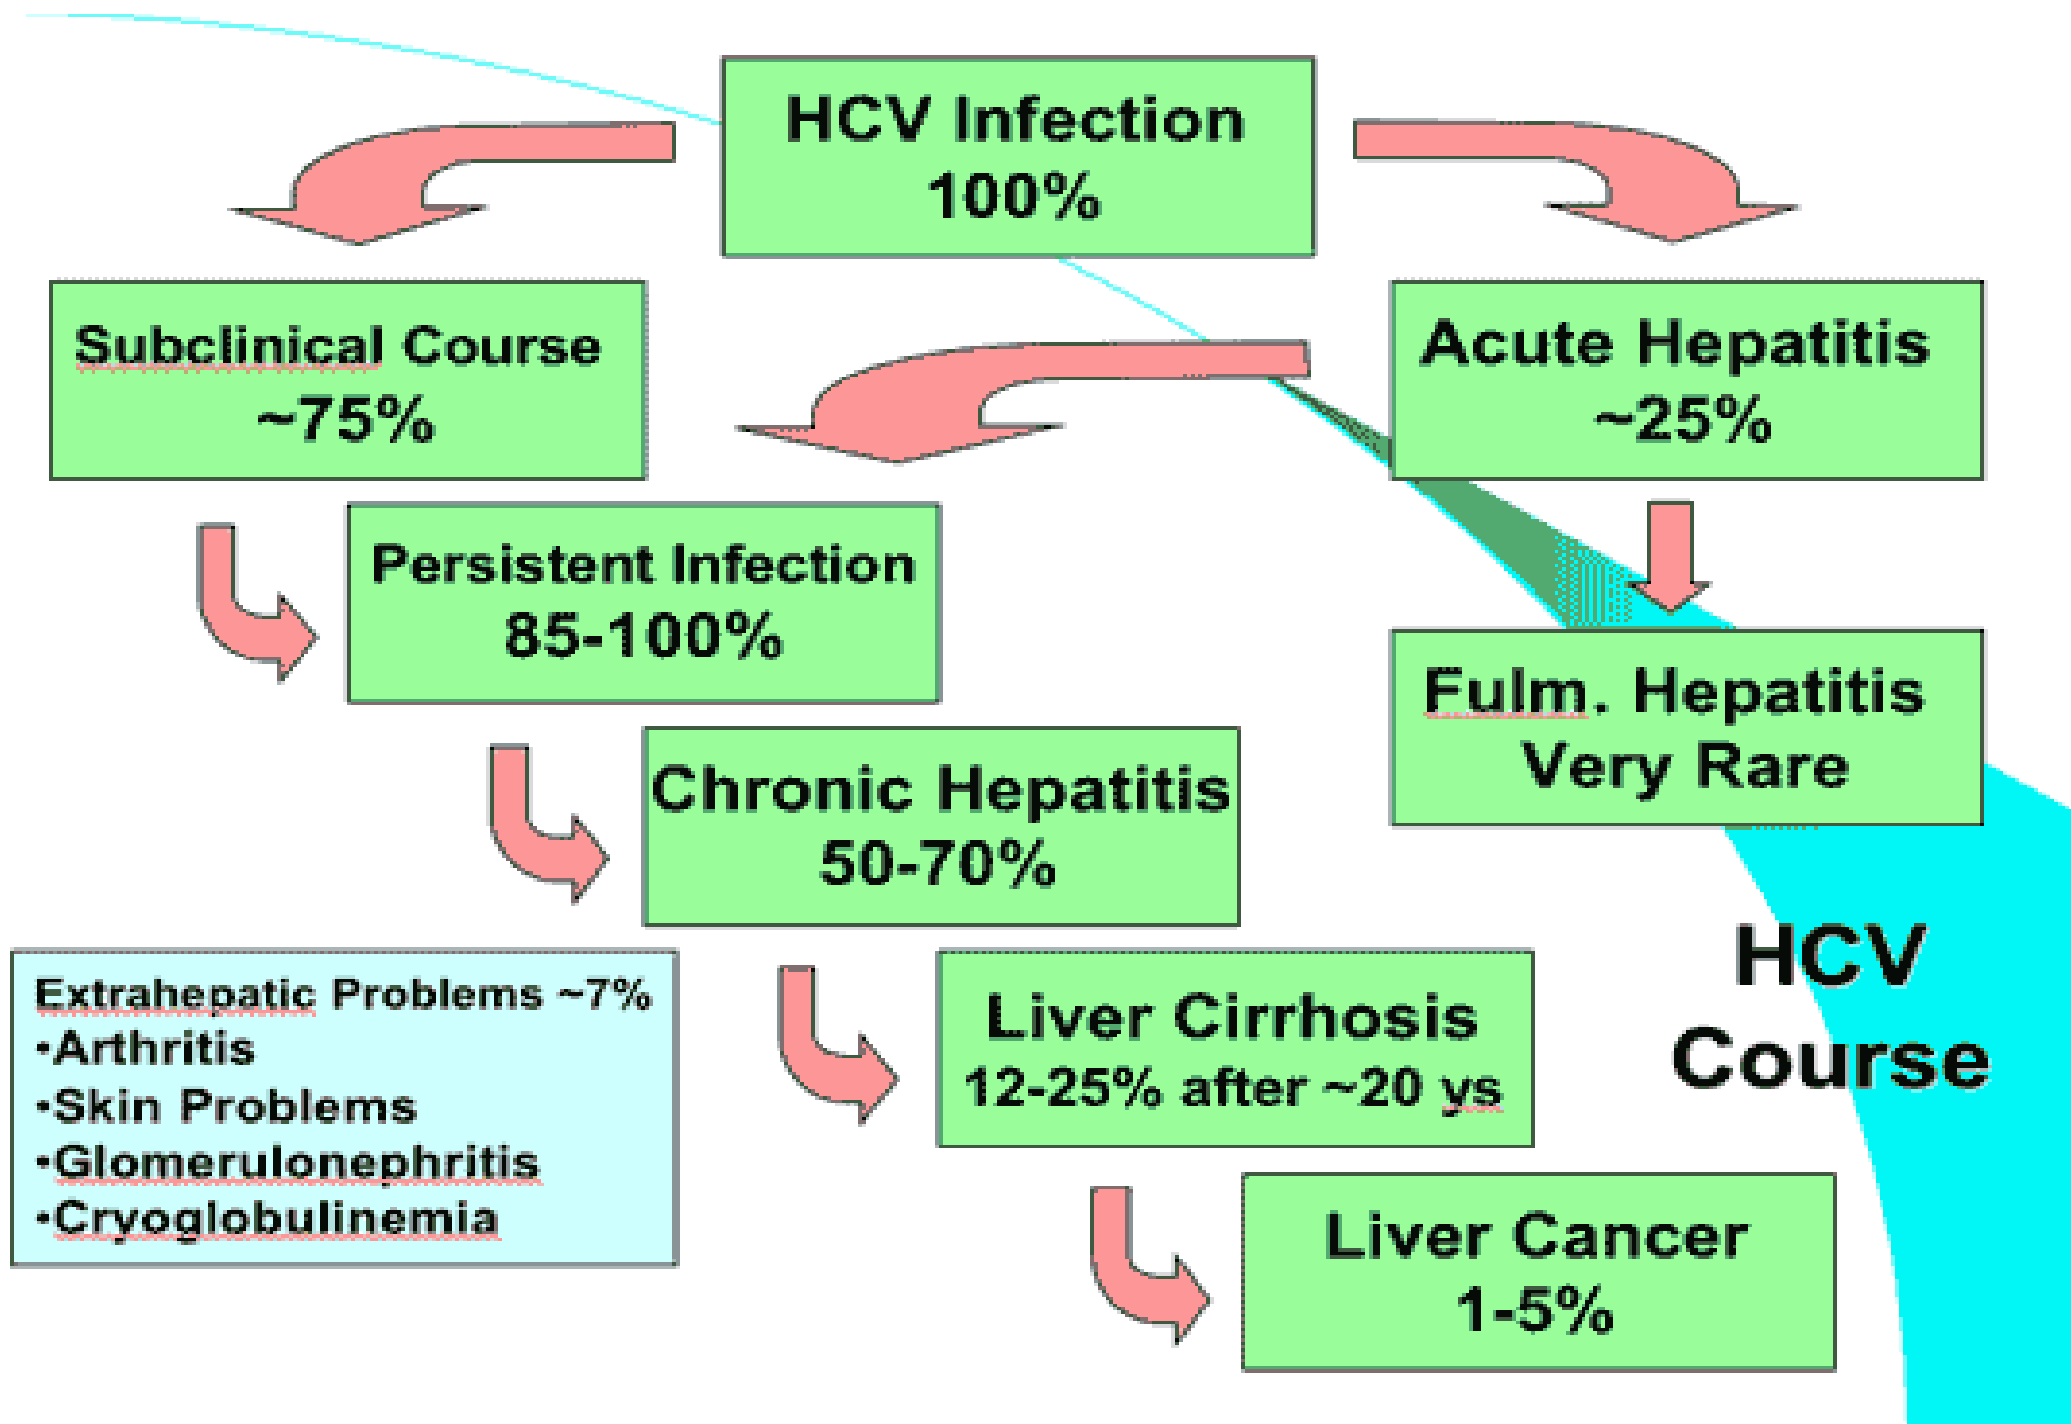 HCV Infection
100%
Subclinical Course
~75%
Acute Hepatitis
~25%
Persistent Infection
85-100%
Fulm. Hepatitis
Very Rare
Chronic Hepatitis
50-70%
Extrahepatic Problems ~7%
•Arthritis
•Skin Problems
•Glomerulonephritis
•Cryoglobulinemia
Liver Cirrhosis
12-25% after ~20 ys
HCV
Course
Liver Cancer
1-5%